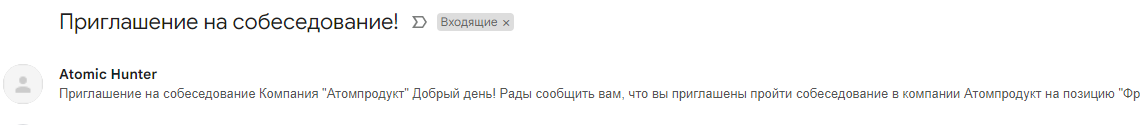 Приглашение на собеседование! Входящие ×
Atomic Hunter
Приглашение на собеседование Компания "Атомпродукт" Добрый день! Рады сообщить вам, что вы приглашены пройти собеседование в компании Атомпродукт на позицию "Фр